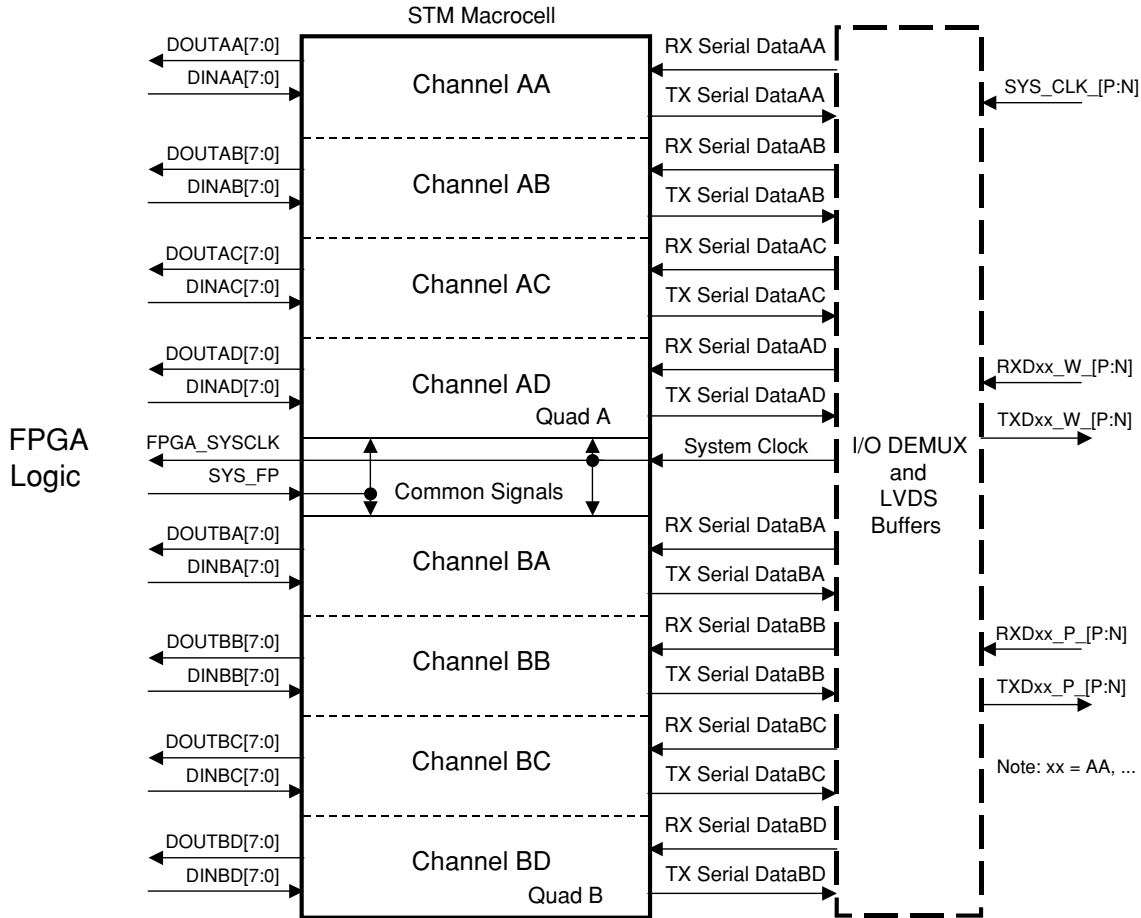 STM Macrocell
DOUTAA[7:0]
DINAA[7:0]
Channel AA
RX Serial DataAA
TX Serial DataAA
SYS_CLK_[P:N]
DOUTAB[7:0]
DINAB[7:0]
Channel AB
RX Serial DataAB
TX Serial DataAB
DOUTAC[7:0]
DINAC[7:0]
Channel AC
RX Serial DataAC
TX Serial DataAC
DOUTAD[7:0]
DINAD[7:0]
Channel AD
Quad A
RX Serial DataAD
TX Serial DataAD
RXDxx_W_[P:N]
TXDxx_W_[P:N]
FPGA
Logic
FPGA_SYSCLK
SYS_FP
Common Signals
System Clock
I/O DEMUX
and
LVDS
Buffers
DOUTBA[7:0]
DINBA[7:0]
Channel BA
RX Serial DataBA
TX Serial DataBA
DOUTBB[7:0]
DINBB[7:0]
Channel BB
RX Serial DataBB
TX Serial DataBB
RXDxx_P_[P:N]
TXDxx_P_[P:N]
DOUTBC[7:0]
DINBC[7:0]
Channel BC
RX Serial DataBC
TX Serial DataBC
Note: xx = AA, ...
DOUTBD[7:0]
DINBD[7:0]
Channel BD
Quad B
RX Serial DataBD
TX Serial DataBD